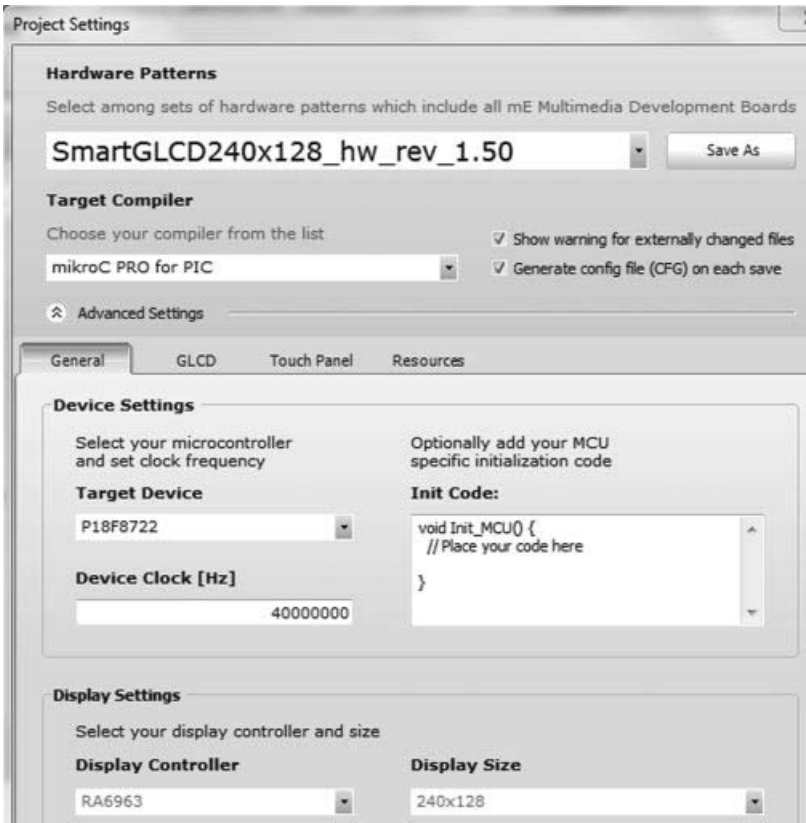 Project Settings
Hardware Patterns
Select among sets of hardware patterns which include all mE Multimedia Development Boards
SmartGLCD240x128_hw_rev_1.50
Save As
Target Compiler
Choose your compiler from the list
Show warning for externally changed files
mikroC PRO for PIC
Generate config file (CFG) on each save
Advanced Settings
General GLCD Touch Panel Resources
Device Settings
Select your microcontroller
and set clock frequency
Optionally add your MCU
specific initialization code
Target Device
Init Code:
P18F8722
void Init_MCU() {
// Place your code here
}
Device Clock [Hz]
40000000
Display Settings
Select your display controller and size
Display Controller
Display Size
RA6963
240x128